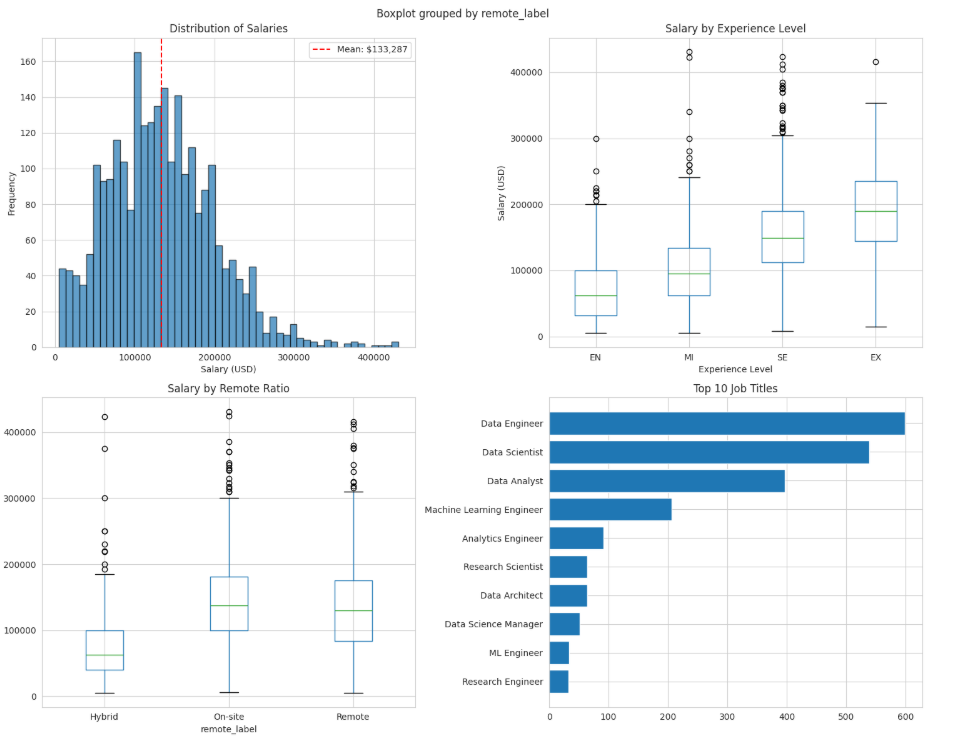 Boxplot grouped by remote_label
Distribution of Salaries
Mean: $133,287
160
140
120
100
80
60
40
20
0
Frequency
0 100000 200000 300000 400000
Salary (USD)
Salary by Experience Level
400000
300000
200000
100000
0
Salary (USD)
EN MI SE EX
Experience Level
Salary by Remote Ratio
400000
300000
200000
100000
0
Hybrid On-site Remote
remote_label
Top 10 Job Titles
Data Engineer
Data Scientist
Data Analyst
Machine Learning Engineer
Analytics Engineer
Research Scientist
Data Architect
Data Science Manager
ML Engineer
Research Engineer
0 100 200 300 400 500 600